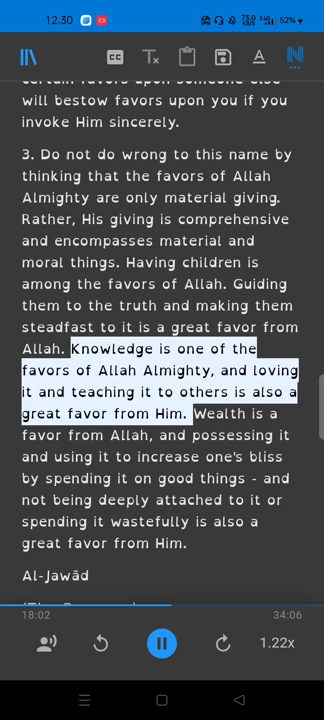 12.30
52%
certain favors upon someone else
will bestow favors upon you if you
invoke Him sincerely.
3. Do not do wrong to this name by
thinking that the favors of Allah
Almighty are only material giving.
Rather, His giving is comprehensive
and encompasses material and
moral things. Having children is
among the favors of Allah. Guiding
them to the truth and making them
steadfast to it is a great favor from
Allah. Knowledge is one of the
favors of Allah Almighty, and loving
it and teaching it to others is also a
great favor from Him. Wealth is a
favor from Allah, and possessing it
and using it to increase one's bliss
by spending it on good things - and
not being deeply attached to it or
spending it wastefully is also a
great favor from Him.
Al-Jawād
18:02
34:06
1.22x